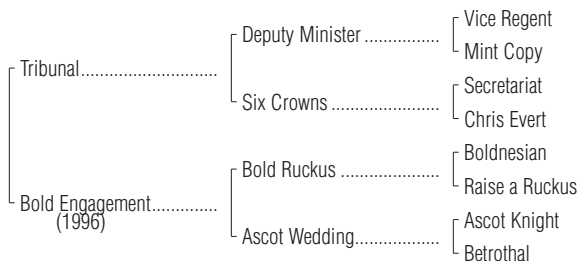 Vice Regent
Deputy Minister ..................
Mint Copy
Tribunal.............................
Secretariat
Six Crowns ..........................
Chris Evert
Boldnesian
Bold Ruckus ........................
Raise a Ruckus
Bold Engagement..............
(1996)
Ascot Knight
Ascot Wedding.....................
Betrothal